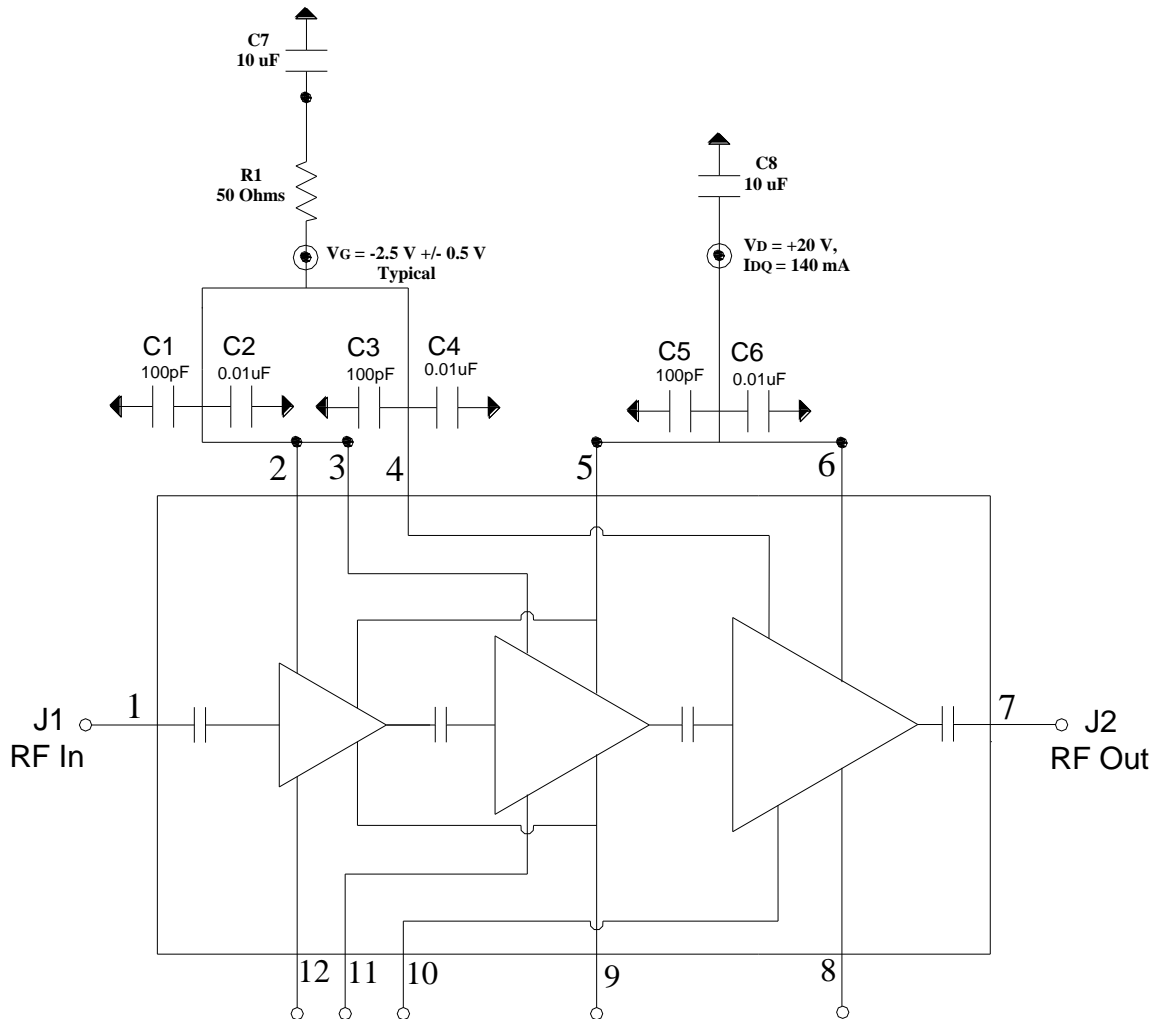 C7
10 uF
C8
10 uF
R1
50 Ohms
VG = -2.5 V +/- 0.5 V
Typical
VD = +20 V,
IDQ = 140 mA
C1
100pF
C2
0.01uF
C3
100pF
C4
0.01uF
C5
100pF
C6
0.01uF
2
3
4
5
6
1
J1
RF In
7
J2
RF Out
12
11
10
9
8